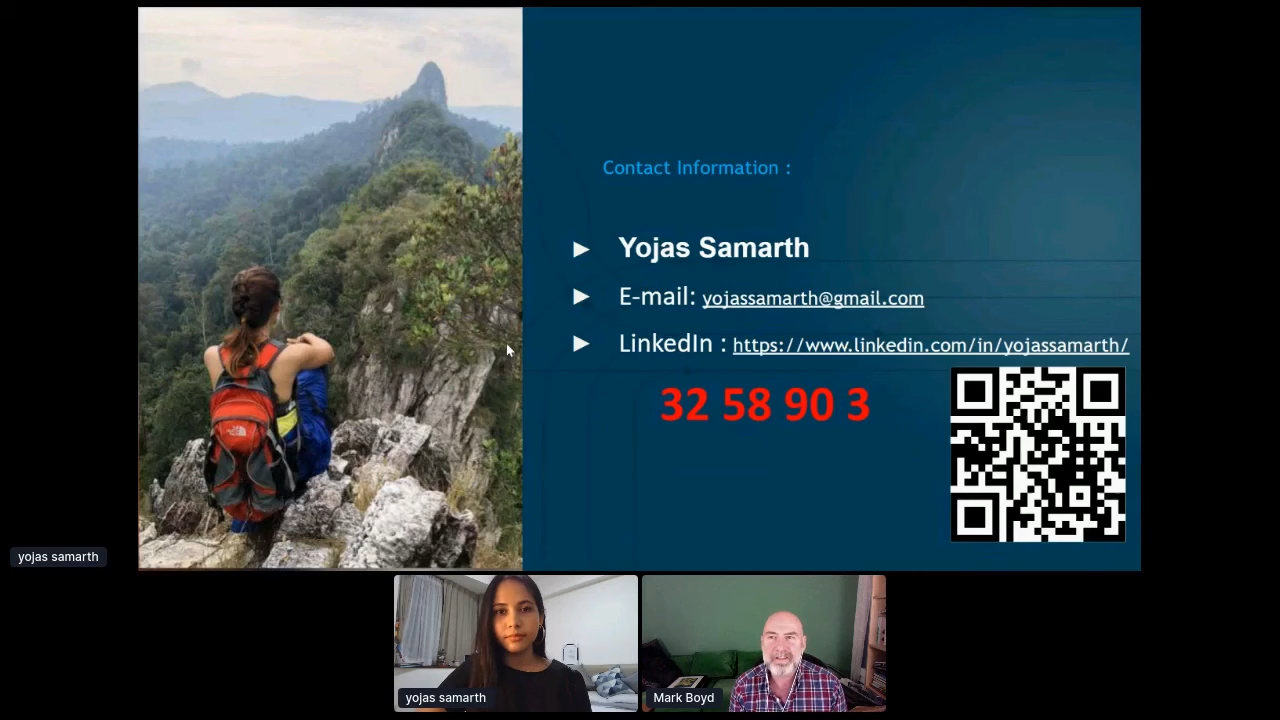 Contact Information :
► Yojas Samarth
► E-mail: yojassamarth@gmail.com
► LinkedIn : https://www.linkedin.com/in/yojassamarth/
32 58 90 3
yojas samarth
yojas samarth
Mark Boyd